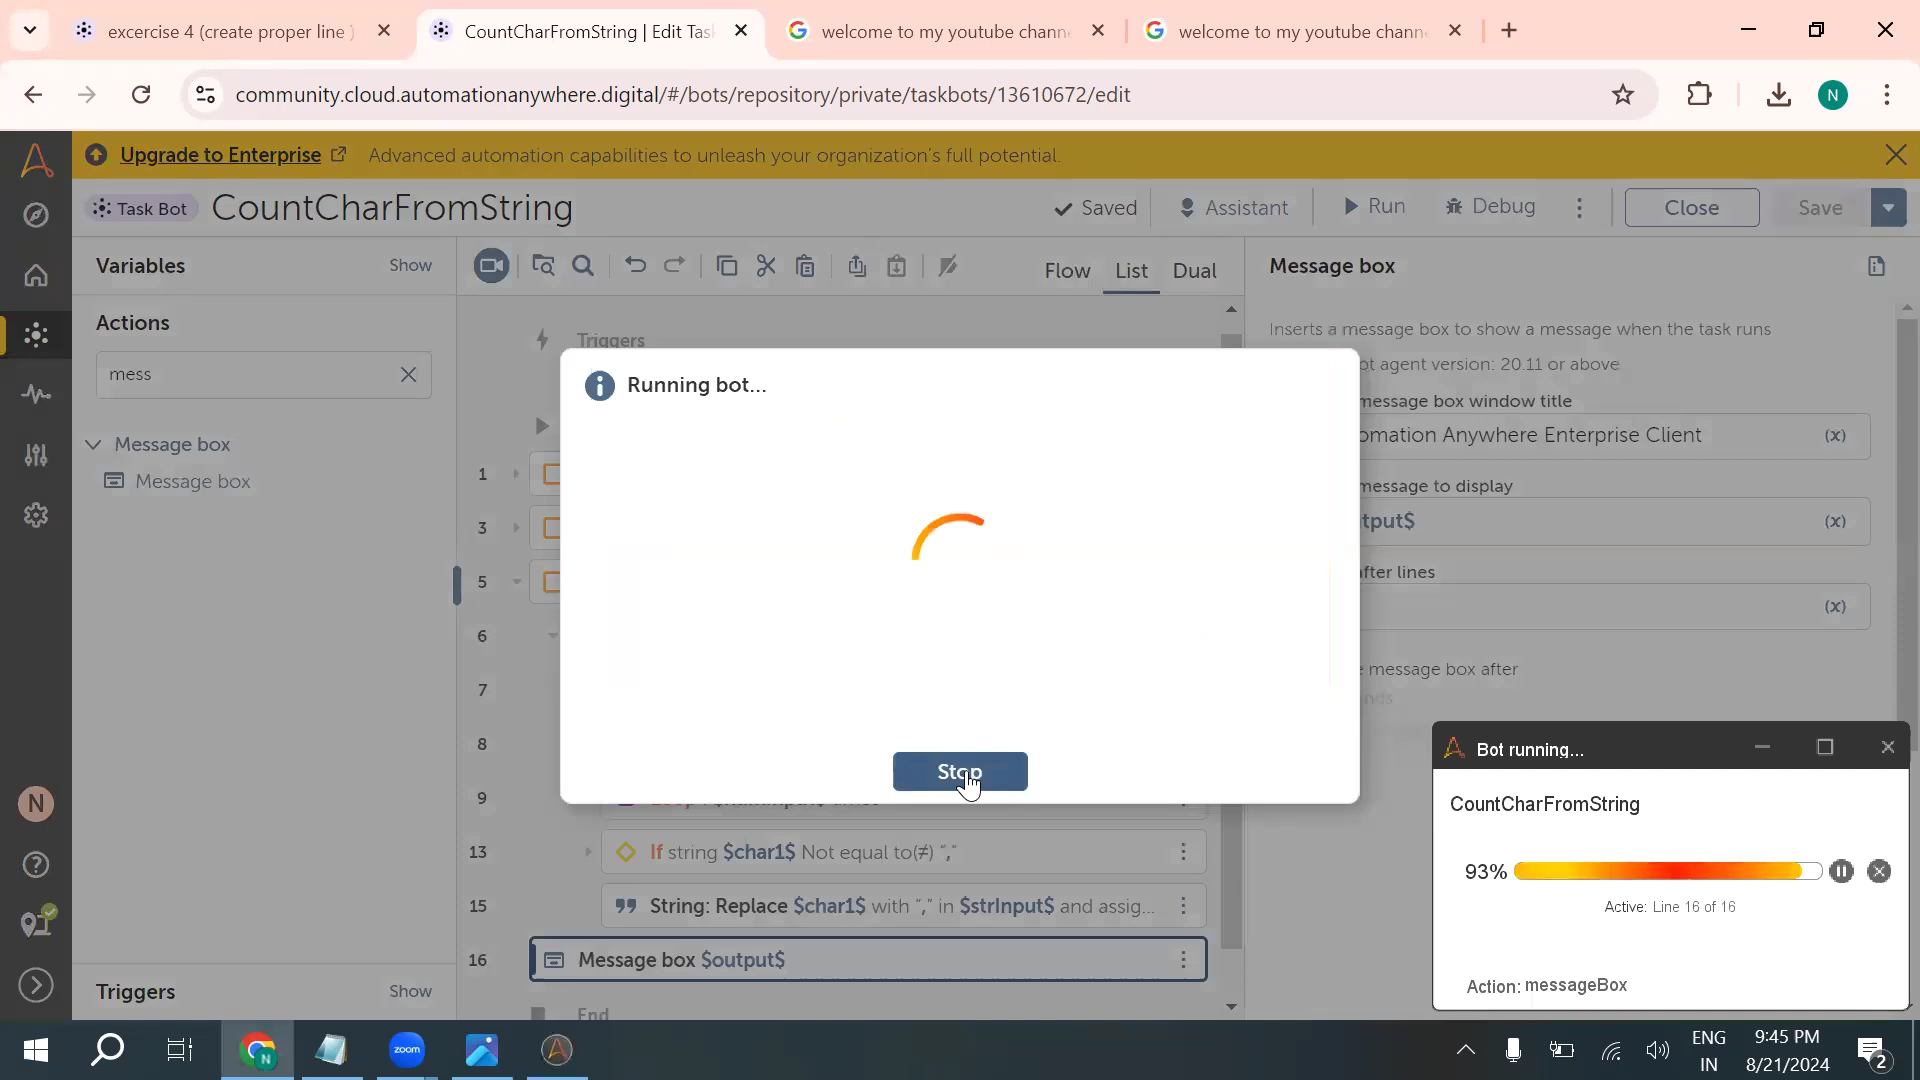 excercise 4 (create proper line )
CountCharFromString | Edit Tas
welcome to my youtube chann
welcome to my youtube chann
community.cloud.automationanywhere.digital/#/bots/repository/private/taskbots/13610672/edit
N
Upgrade to Enterprise
Advanced automation capabilities to unleash your organization's full potential.
Task Bot
CountCharFromString
Saved
Assistant
Run
Debug
Close
Save
Variables
Show
Flow
List
Dual
Message box
Actions
mess
Message box
Message box
Triggers
Inserts a message box to show a message when the task runs
ot agent version: 20.11 or above
message box window title
omation Anywhere Enterprise Client
(x)
message to display
tput$
(x)
after lines
(x)
e message box after
nds
Running bot...
Stop
1
3
5
6
7
8
9
13
If string $char1$ Not equal to(≠) ","
15
String: Replace $char1$ with "," in $strInput$ and assig...
16
Message box $output$
End
Triggers
Show
N
Bot running...
CountCharFromString
93%
Active: Line 16 of 16
Action: messageBox
zoom
ENG
IN
9:45 PM
8/21/2024
2